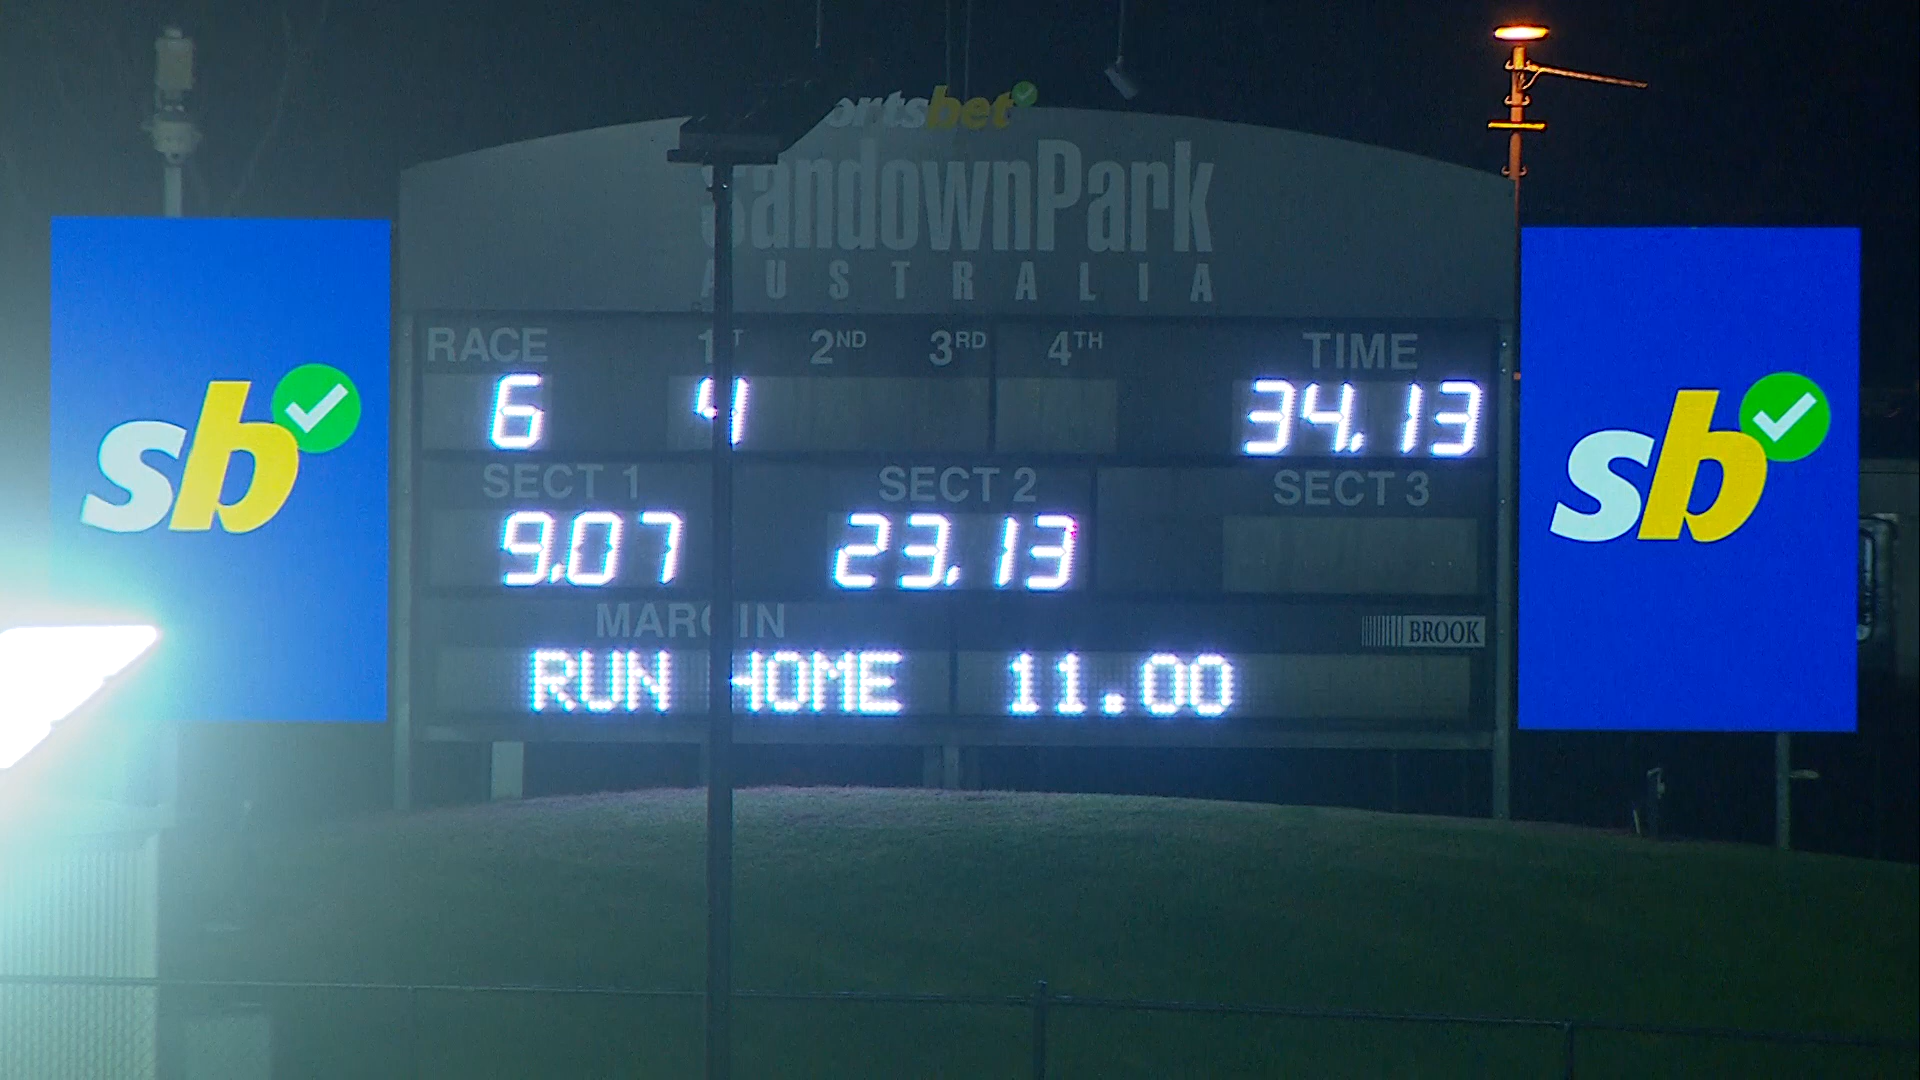 sportsbet
SandownPark
AUSTRALIA
RACE 1ST 2ND 3RD 4TH TIME
6 4 34.13
SECT 1 SECT 2 SECT 3
9.07 23.13
MARGIN BROOK
RUN HOME 11.00
sb
sb